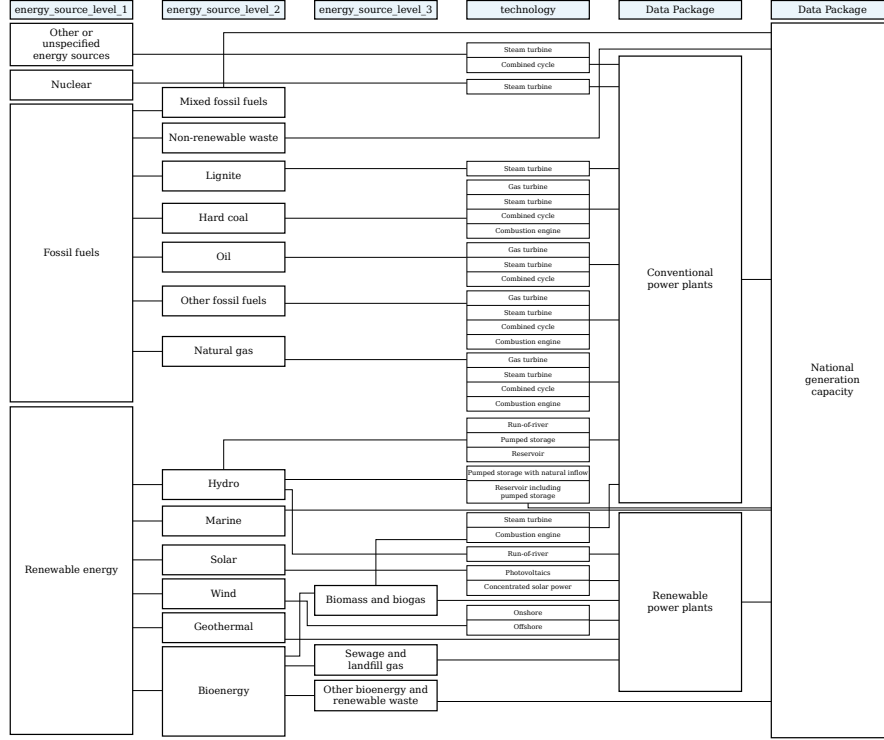 energy_source_level_1
energy_source_level_2
energy_source_level_3
technology
Data Package
Data Package
Other or
unspecified
energy sources
Nuclear
Fossil fuels
Renewable energy
Mixed fossil fuels
Non-renewable waste
Lignite
Hard coal
Oil
Other fossil fuels
Natural gas
Hydro
Marine
Solar
Wind
Geothermal
Bioenergy
Biomass and biogas
Sewage and
landfill gas
Other bioenergy and
renewable waste
Steam turbine
Combined cycle
Steam turbine
Steam turbine
Gas turbine
Steam turbine
Combined cycle
Combustion engine
Gas turbine
Steam turbine
Combined cycle
Gas turbine
Steam turbine
Combined cycle
Combustion engine
Gas turbine
Steam turbine
Combined cycle
Combustion engine
Run-of-river
Pumped storage
Reservoir
Pumped storage with natural inflow
Reservoir including
pumped storage
Steam turbine
Combustion engine
Run-of-river
Photovoltaics
Concentrated solar power
Onshore
Offshore
Conventional
power plants
Renewable
power plants
National
generation
capacity